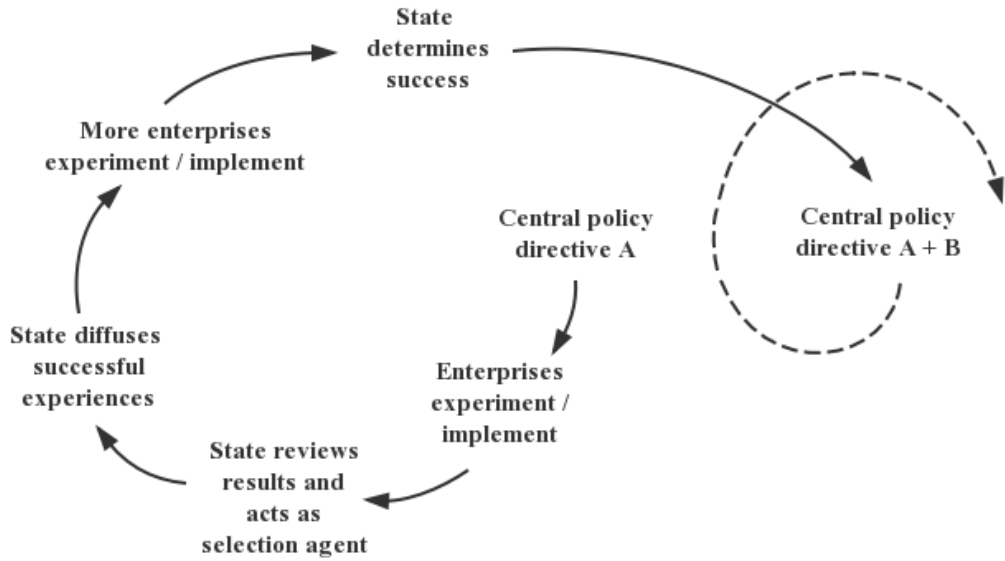 State
determines
success
More enterprises
experiment / implement
Central policy
directive A
Central policy
directive A + B
State diffuses
successful
experiences
Enterprises
experiment /
implement
State reviews
results and
acts as
selection agent